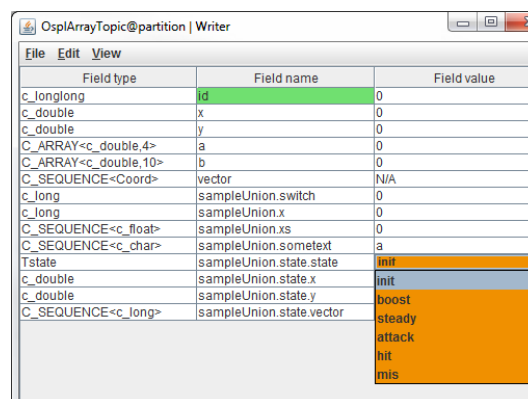 OsplArrayTopic@partition | Writer
File Edit View
Field type Field name Field value
c_longlong id 0
c_double x 0
c_double y 0
C_ARRAY<c_double,4> a 0
C_ARRAY<c_double,10> b 0
C_SEQUENCE<Coord> vector N/A
c_long sampleUnion.switch 0
c_long sampleUnion.x 0
C_SEQUENCE<c_float> sampleUnion.xs 0
C_SEQUENCE<c_char> sampleUnion.sometext a
Tstate sampleUnion.state.state init
c_double sampleUnion.state.x init
c_double sampleUnion.state.y boost
C_SEQUENCE<c_long> sampleUnion.state.vector steady
attack
hit
mis